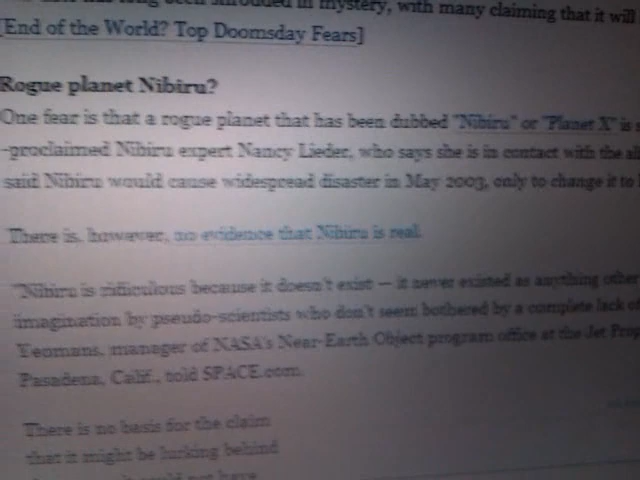 shrouded in mystery, with many claiming that it will
[End of the World? Top Doomsday Fears]
Rogue planet Nibiru?
One fear is that a rogue planet that has been dubbed "Nibiru" or "Planet X" is
-proclaimed Nibiru expert Nancy Lieder, who says she is in contact with the
said Nibiru would cause widespread disaster in May 2003, only to change it to
There is, however, no evidence that Nibiru is real.
"Nibiru is ridiculous because it doesn't exist — it never existed as anything other
imagination by pseudo-scientists who don't seem bothered by a complete lack
Yeomans, manager of NASA's Near-Earth Object program office at the Jet
Pasadena, Calif., told SPACE.com.
There is no basis for the claim
that it might be lurking behind